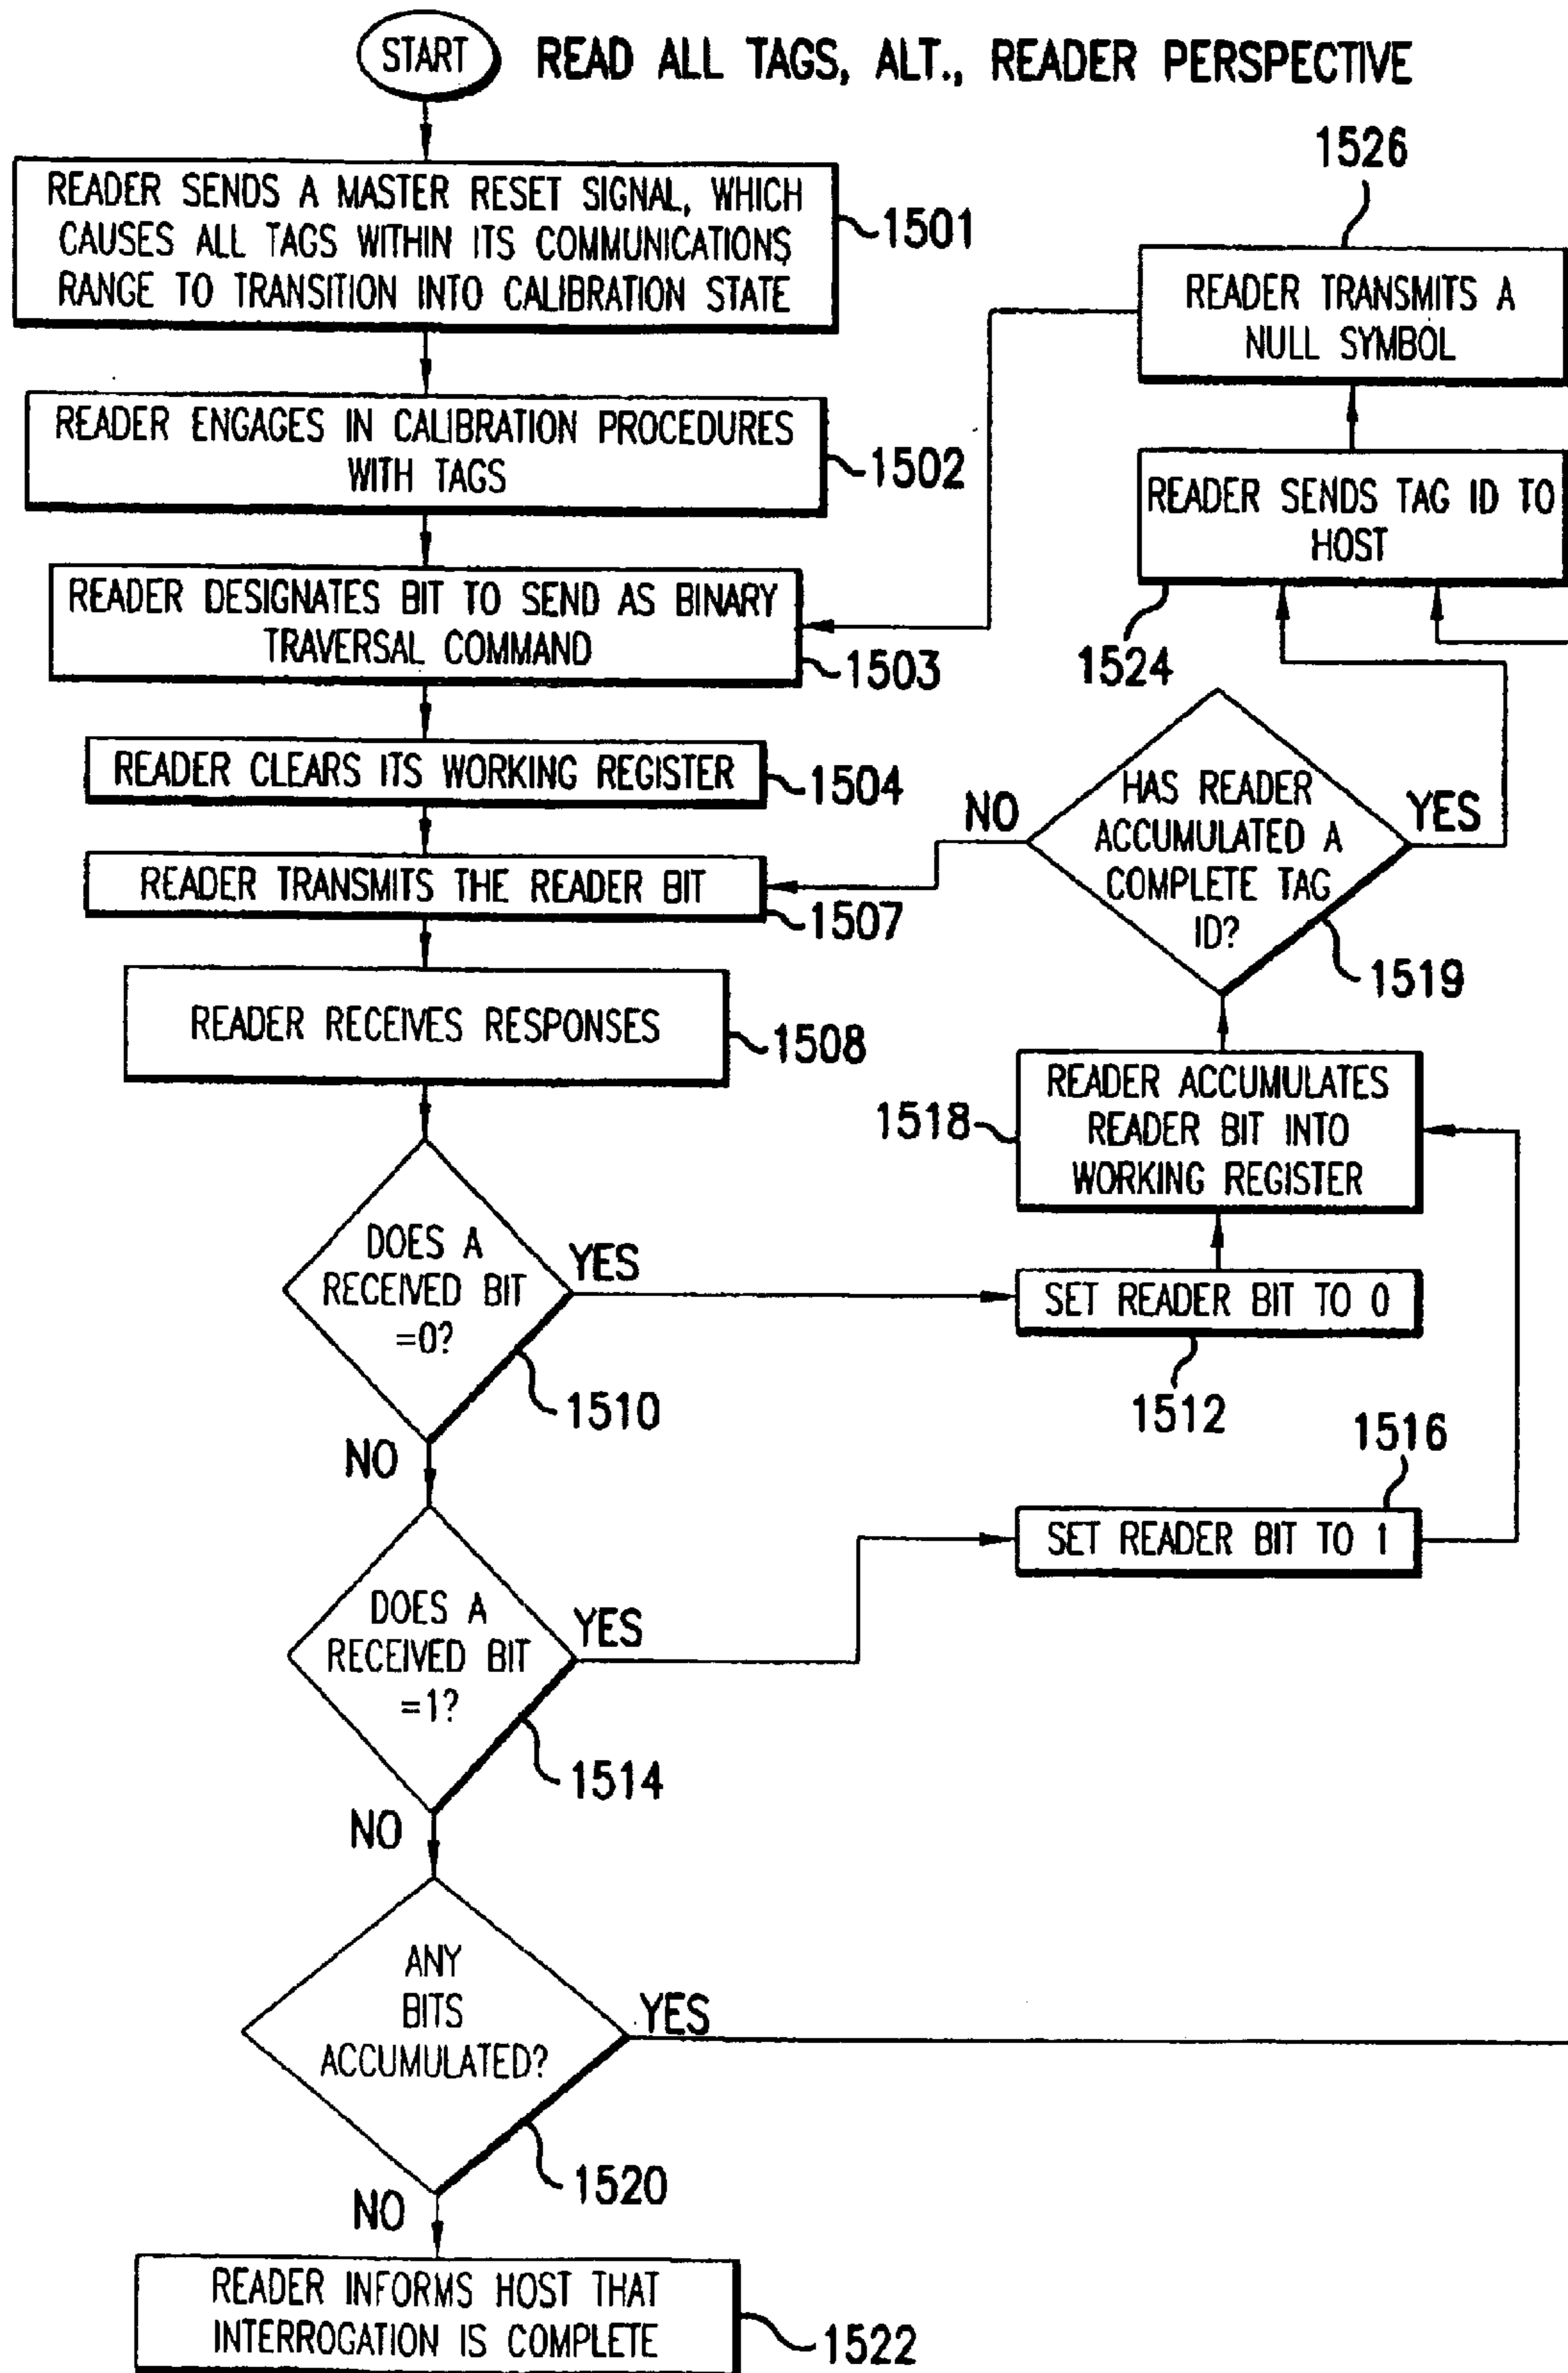 START
READ ALL TAGS, ALT., READER PERSPECTIVE
READER SENDS A MASTER RESET SIGNAL, WHICH
CAUSES ALL TAGS WITHIN ITS COMMUNICATIONS
RANGE TO TRANSITION INTO CALIBRATION STATE
1501
READER ENGAGES IN CALIBRATION PROCEDURES
WITH TAGS
1502
READER DESIGNATES BIT TO SEND AS BINARY
TRAVERSAL COMMAND
1503
READER CLEARS ITS WORKING REGISTER
1504
READER TRANSMITS THE READER BIT
1507
READER RECEIVES RESPONSES
1508
DOES A
RECEIVED BIT
=0?
YES
1510
NO
DOES A
RECEIVED BIT
=1?
YES
1514
NO
ANY
BITS
ACCUMULATED?
YES
1520
NO
READER INFORMS HOST THAT
INTERROGATION IS COMPLETE
1522
1526
READER TRANSMITS A
NULL SYMBOL
READER SENDS TAG ID TO
HOST
1524
HAS READER
ACCUMULATED A
COMPLETE TAG
ID?
NO
YES
1519
READER ACCUMULATES
READER BIT INTO
WORKING REGISTER
1518
SET READER BIT TO 0
1512
1516
SET READER BIT TO 1